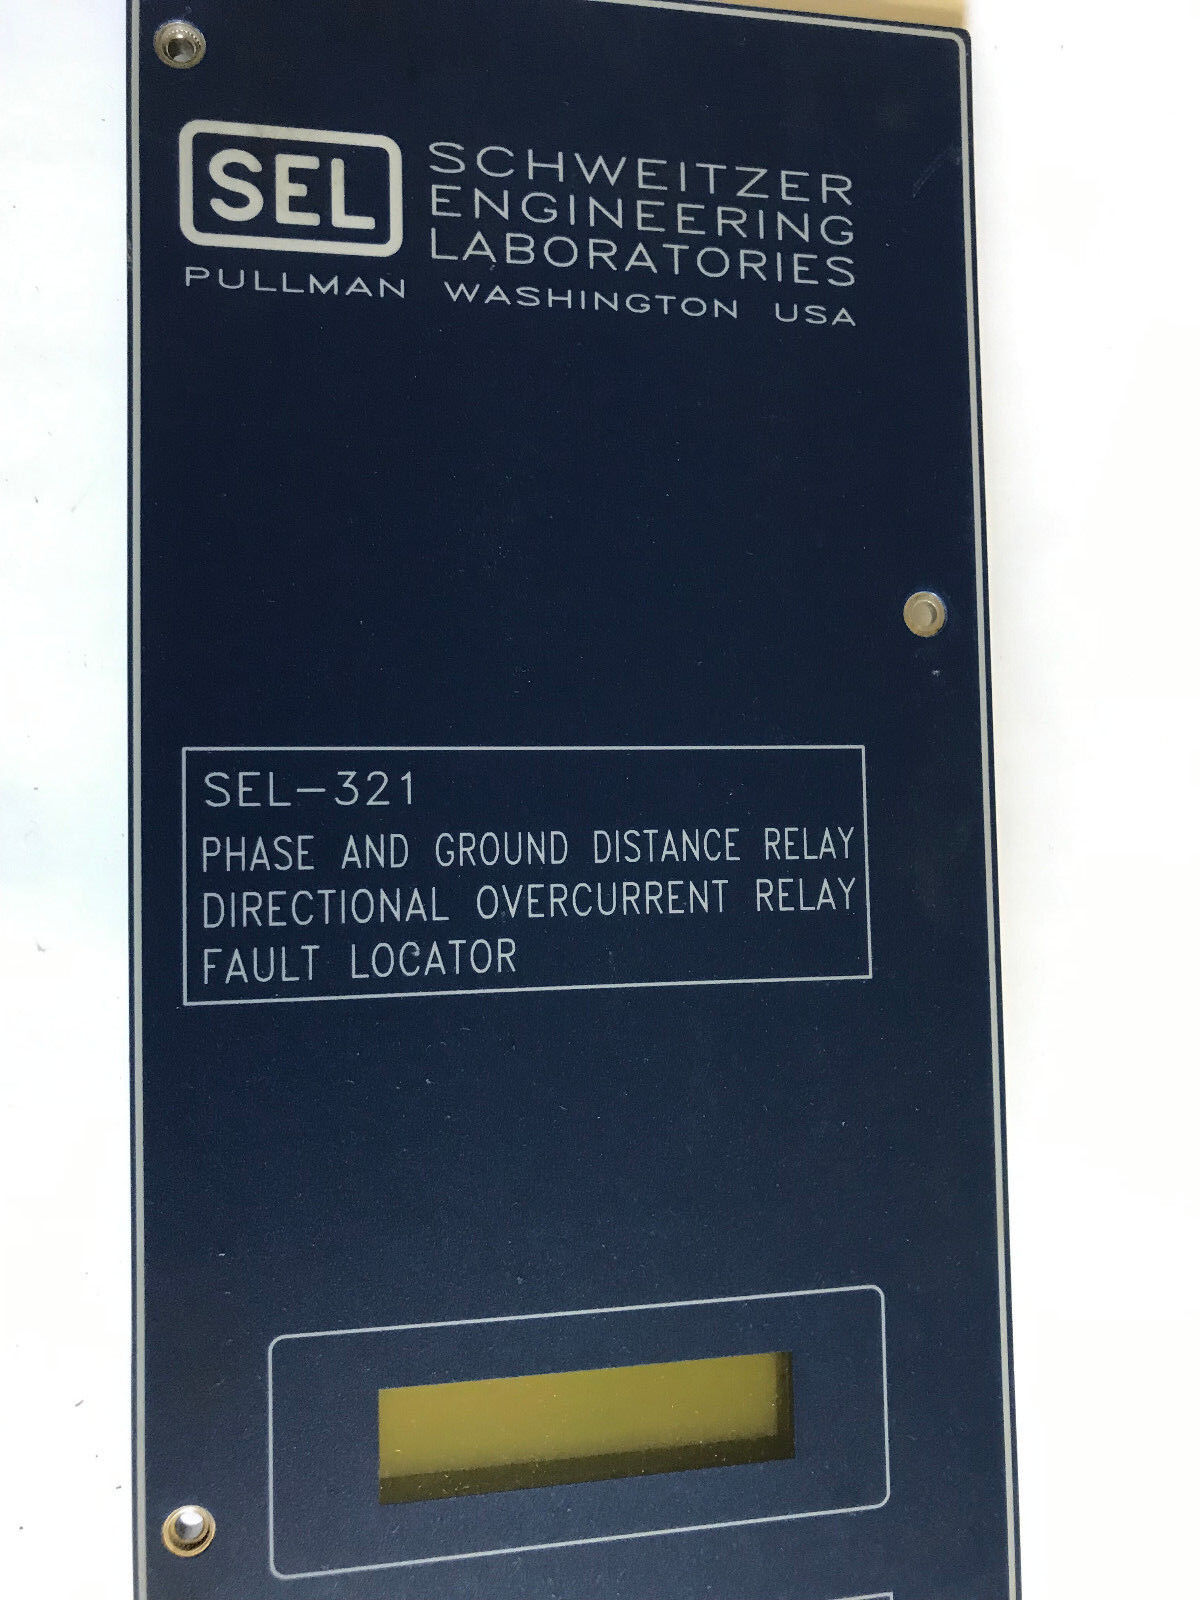 SEL
SCHWEITZER
ENGINEERING
LABORATORIES
PULLMAN WASHINGTON USA
SEL-321
PHASE AND GROUND DISTANCE RELAY
DIRECTIONAL OVERCURRENT RELAY
FAULT LOCATOR